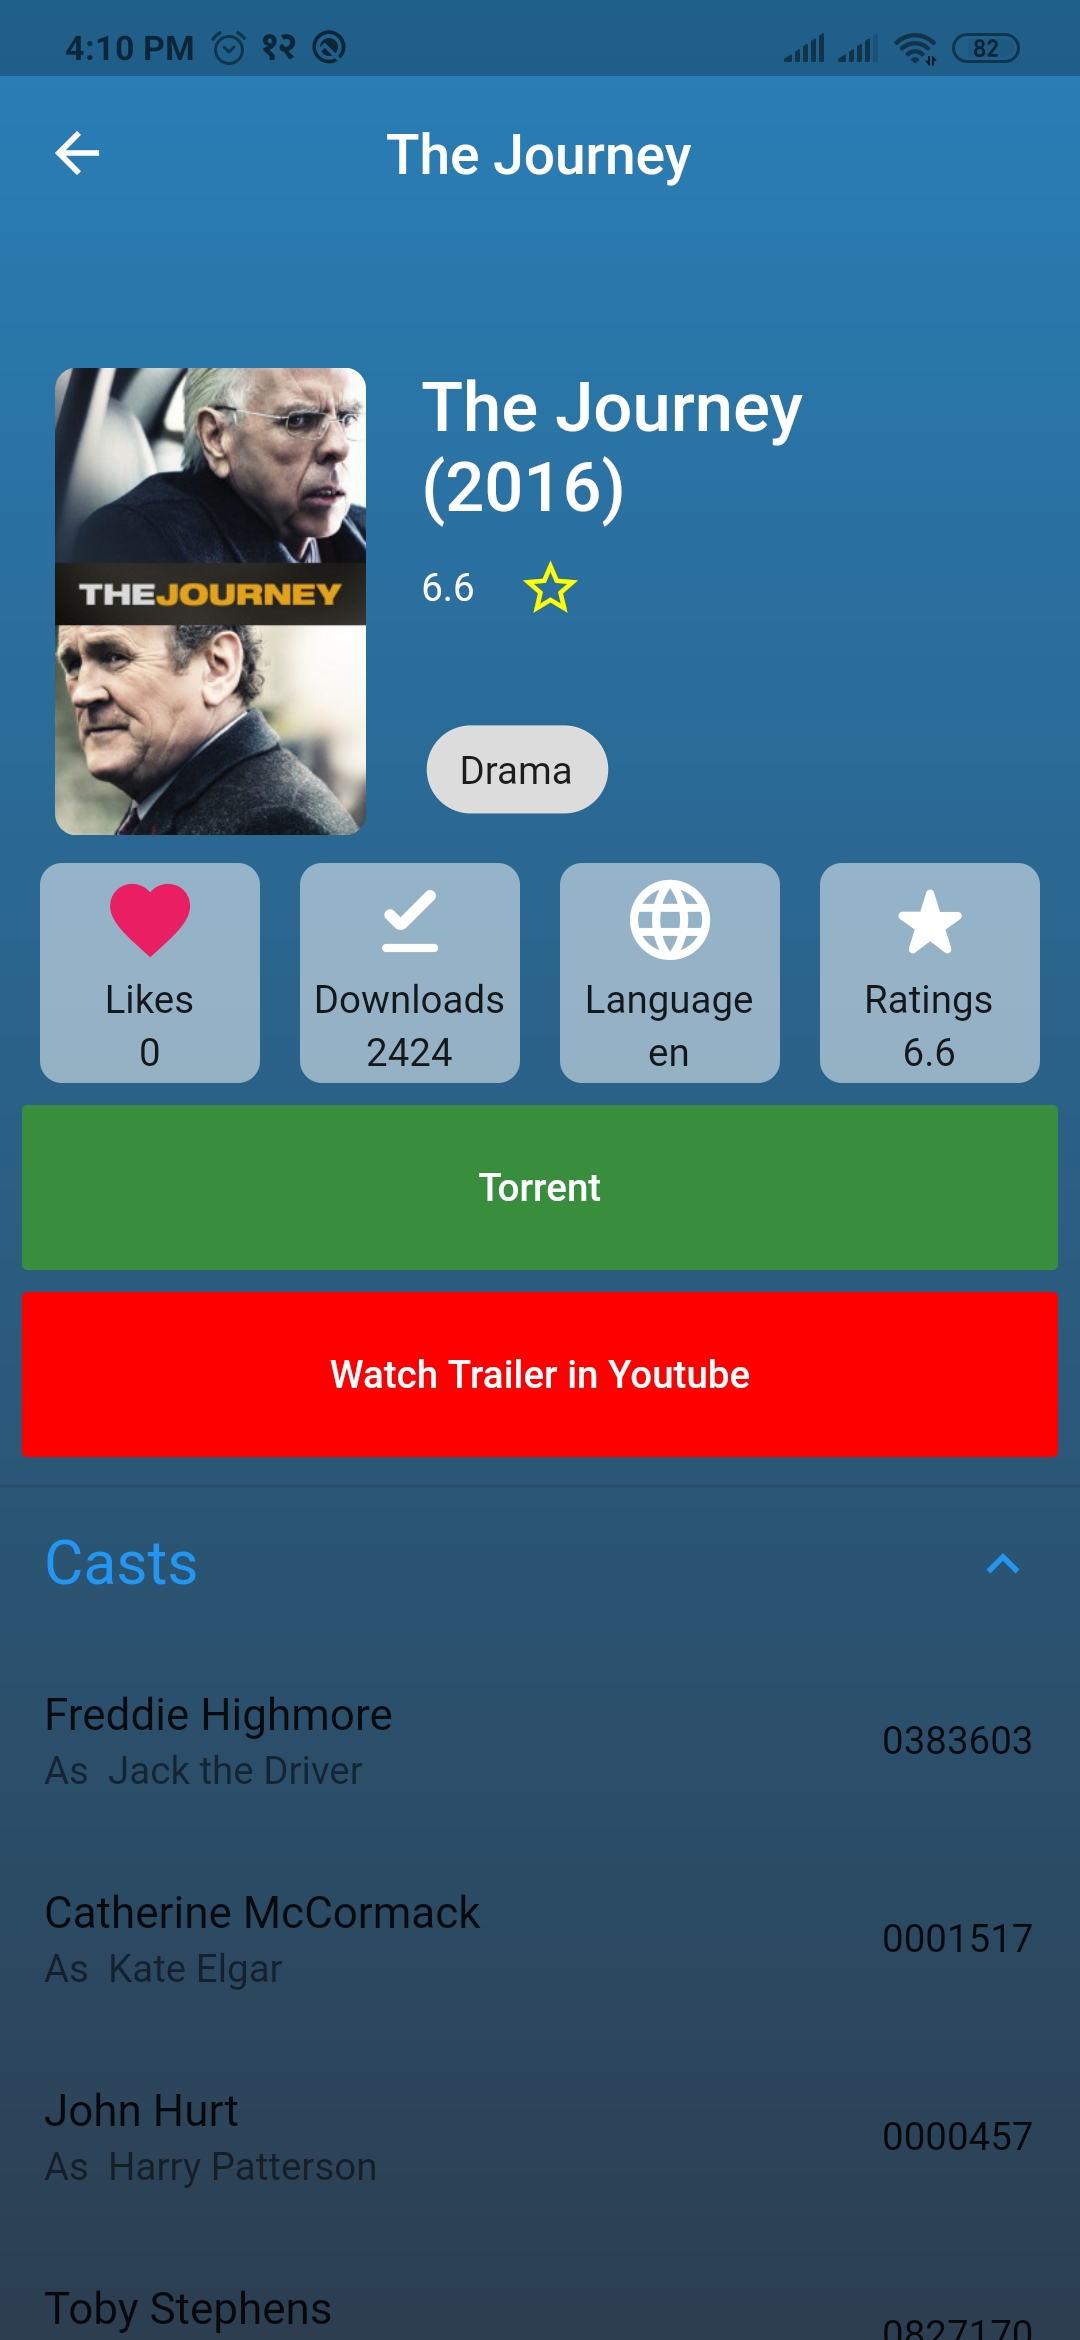 4:10 PM १२ 82
The Journey
The Journey
(2016)
6.6
THEJOURNEY
Drama
Likes
0
Downloads
2424
Language
en
Ratings
6.6
Torrent
Watch Trailer in Youtube
Casts
Freddie Highmore
As Jack the Driver
0383603
Catherine McCormack
As Kate Elgar
0001517
John Hurt
As Harry Patterson
0000457
Toby Stephens
0827170